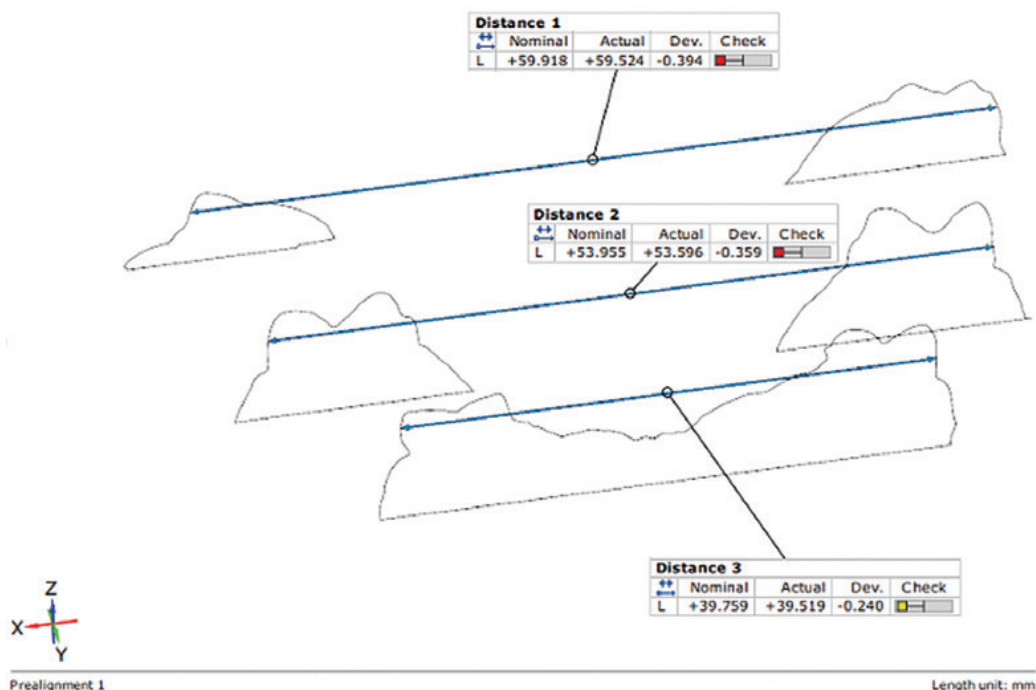 Distance 1
Nominal Actual Dev. Check
L +59.918 +59.524 -0.394
Distance 2
Nominal Actual Dev. Check
L +53.955 +53.596 -0.359
Distance 3
Nominal Actual Dev. Check
L +39.759 +39.519 -0.240
Z
X
Y
Prealignment 1 Length unit: mm